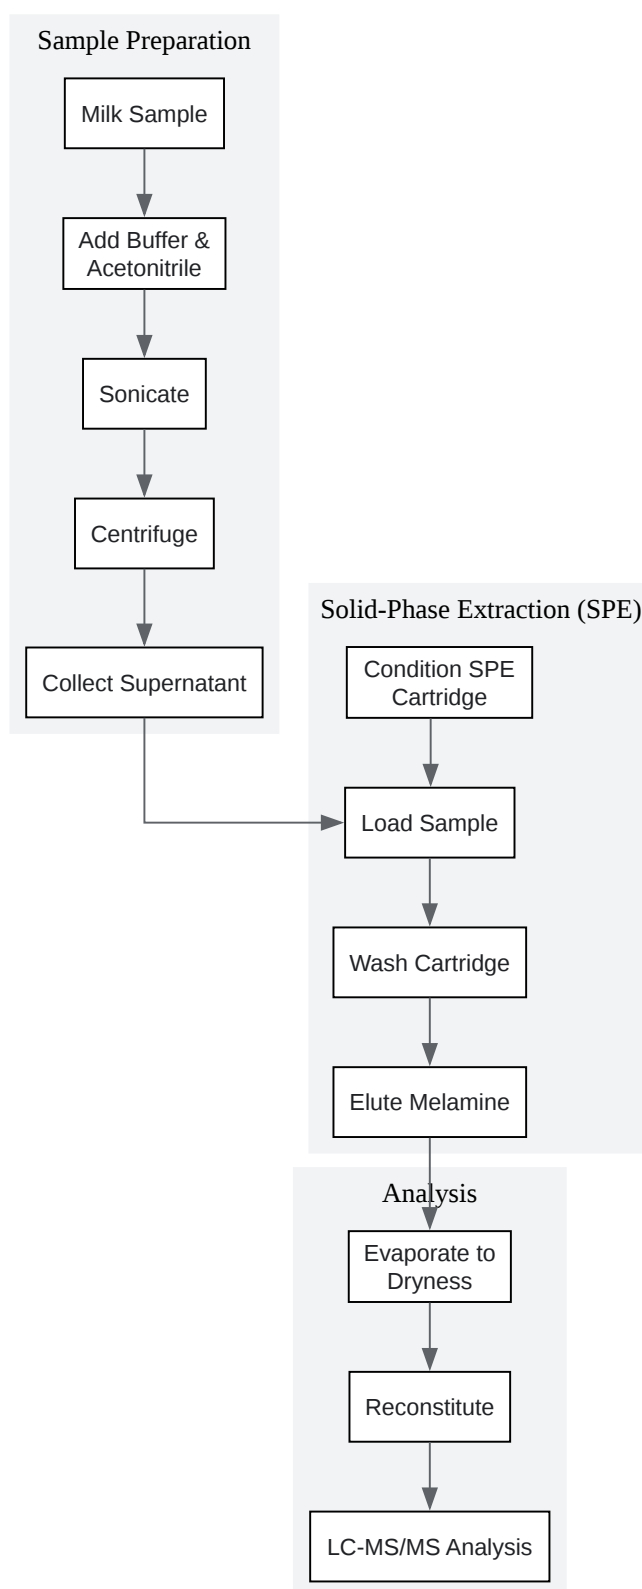 Sample Preparation
Milk Sample
Add Buffer &
Acetonitrile
Sonicate
Centrifuge
Collect Supernatant
Solid-Phase Extraction (SPE)
Condition SPE
Cartridge
Load Sample
Wash Cartridge
Elute Melamine
Analysis
Evaporate to
Dryness
Reconstitute
LC-MS/MS Analysis